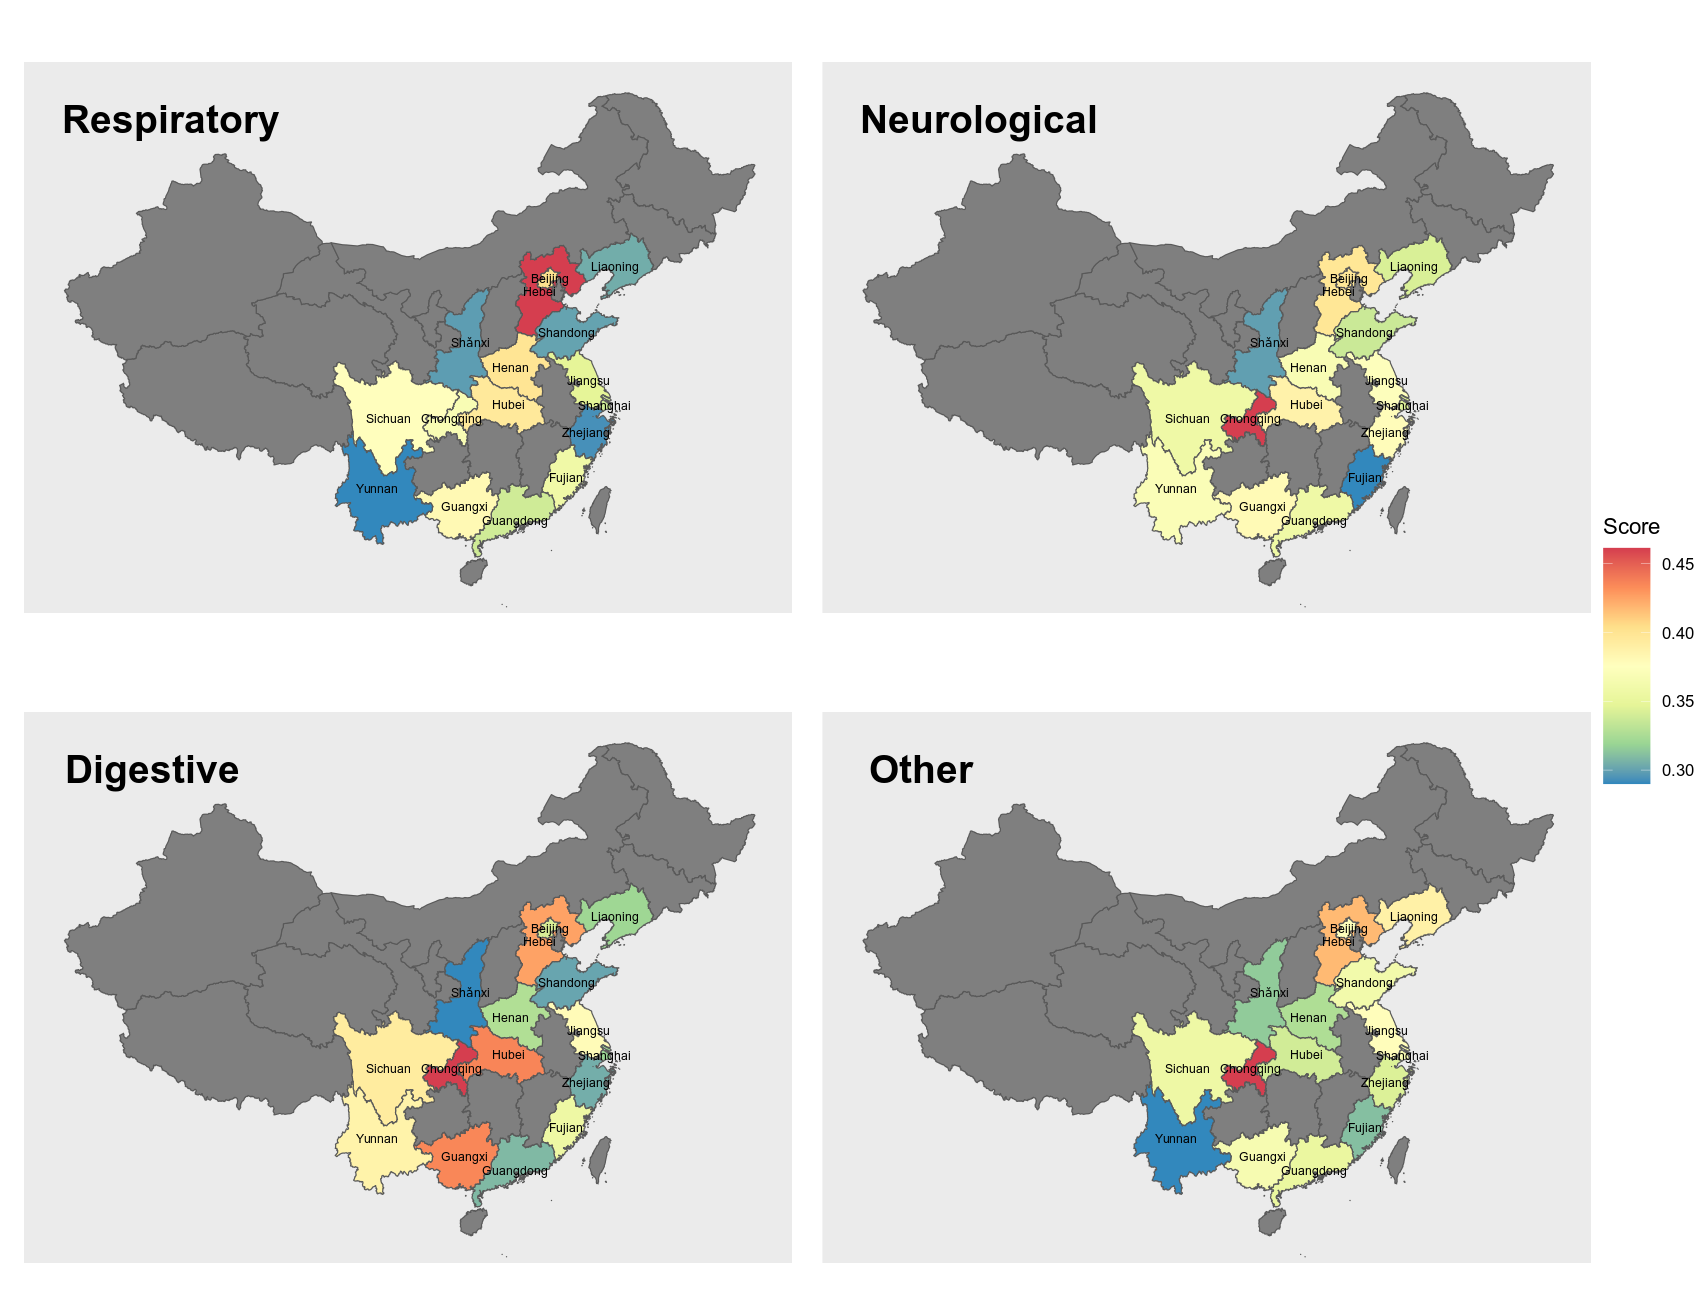 Respiratory
Beijing
Liaoning
Hebei
Shandong
Shǎnxi
Henan
Jiangsu
Hubei
Shanghai
Sichuan
Chongqing
Zhejiang
Fujian
Yunnan
Guangxi
Guangdong
Neurological
Beijing
Liaoning
Hebei
Shandong
Shǎnxi
Henan
Jiangsu
Hubei
Shanghai
Sichuan
Chongqing
Zhejiang
Fujian
Yunnan
Guangxi
Guangdong
Score
0.45
0.40
0.35
0.30
Digestive
Beijing
Liaoning
Hebei
Shandong
Shǎnxi
Henan
Jiangsu
Hubei
Shanghai
Sichuan
Chongqing
Zhejiang
Fujian
Yunnan
Guangxi
Guangdong
Other
Beijing
Liaoning
Hebei
Shandong
Shǎnxi
Henan
Jiangsu
Hubei
Shanghai
Sichuan
Chongqing
Zhejiang
Fujian
Yunnan
Guangxi
Guangdong